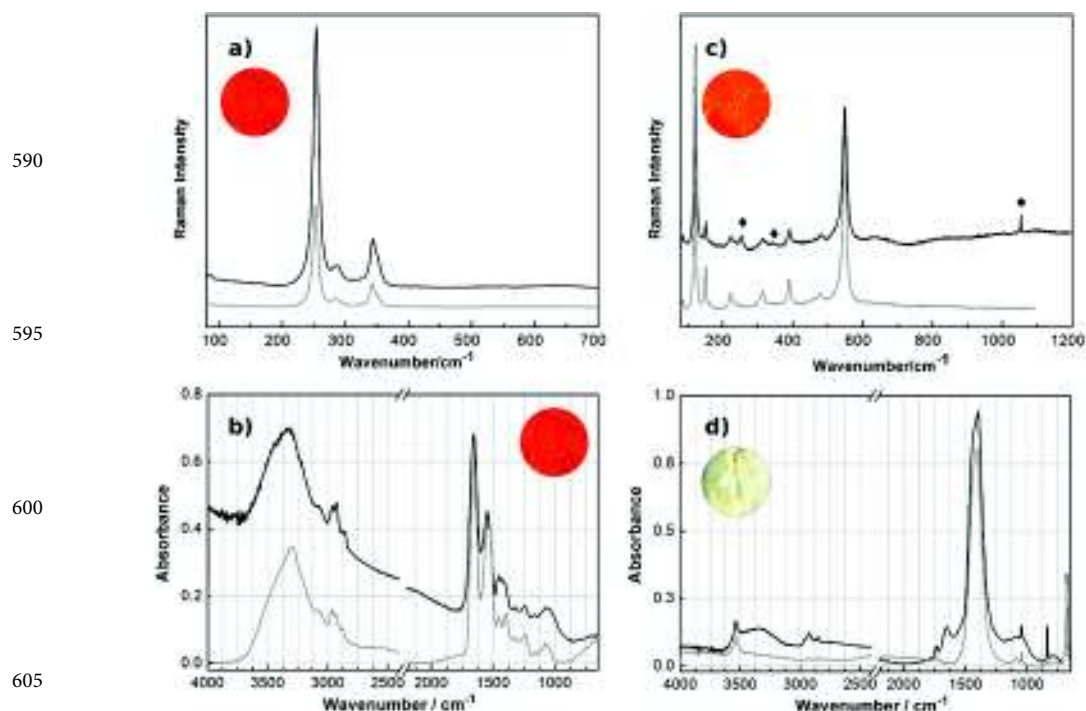 590
595
600
605
a)
Raman Intensity
100 200 300 400 500 600 700
Wavenumber/cm-1
c)
Raman Intensity
200 400 600 800 1000 1200
Wavenumber/cm-1
b)
0.8
0.6
0.4
0.2
0.0
Absorbance
4000 3500 3000 2500 2000 1500 1000
Wavenumber / cm-1
d)
1.0
0.8
0.5
0.3
0.0
Absorbance
4000 3500 3000 2500 2000 1500 1000
Wavenumber / cm-1